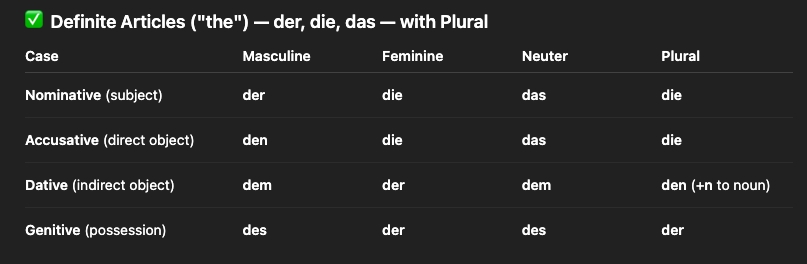 ✅ Definite Articles ("the") — der, die, das — with Plural
Case Masculine Feminine Neuter Plural
Nominative (subject) der die das die
Accusative (direct object) den die das die
Dative (indirect object) dem der dem den (+n to noun)
Genitive (possession) des der des der